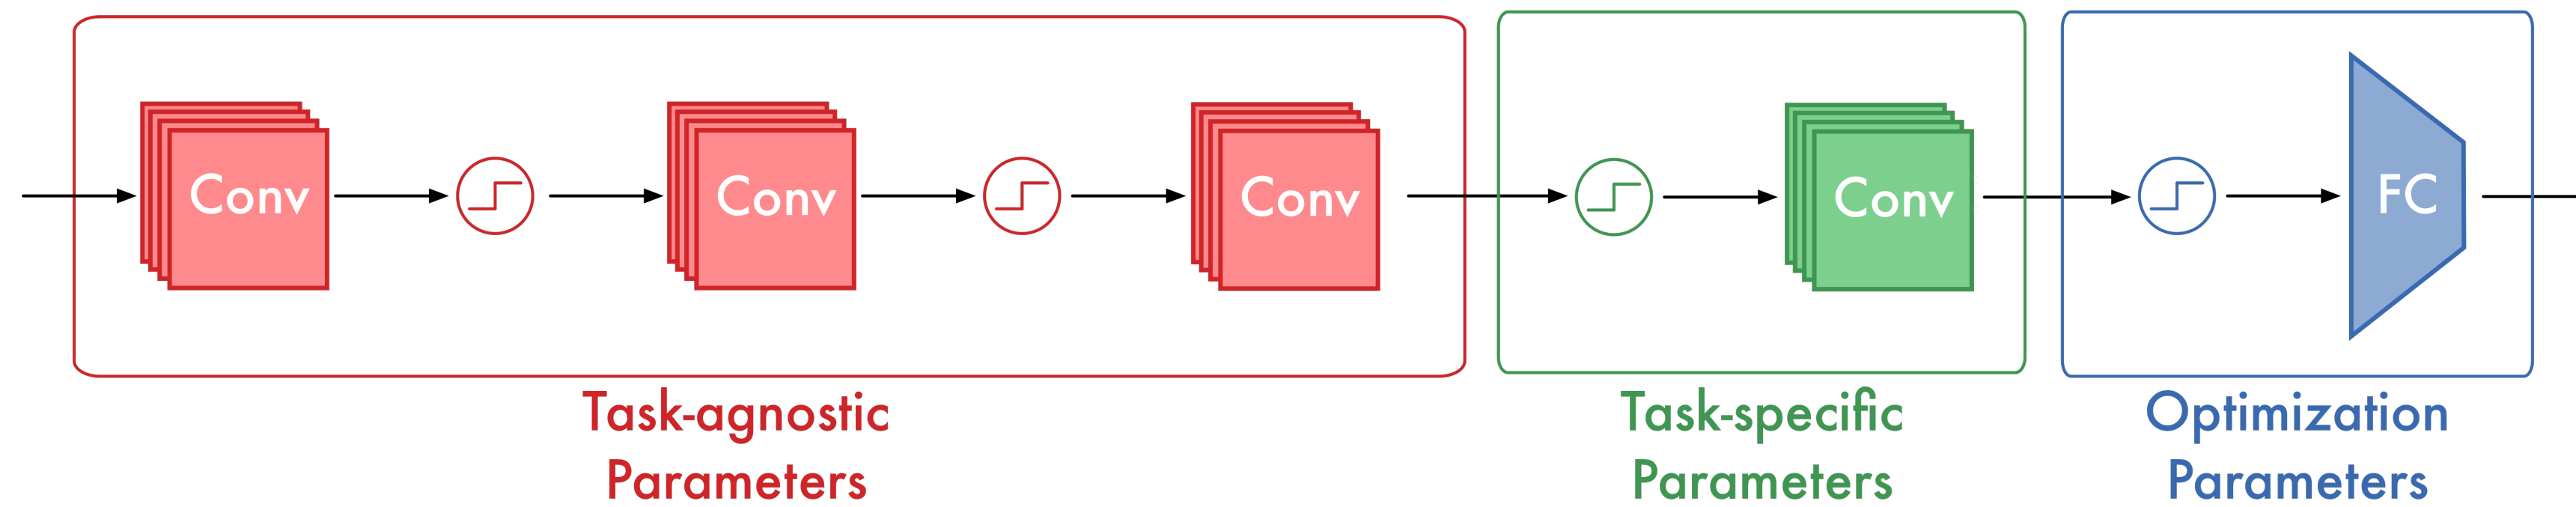 Conv
Conv
Conv
Conv
FC
Task-agnostic
Parameters
Task-specific
Parameters
Optimization
Parameters